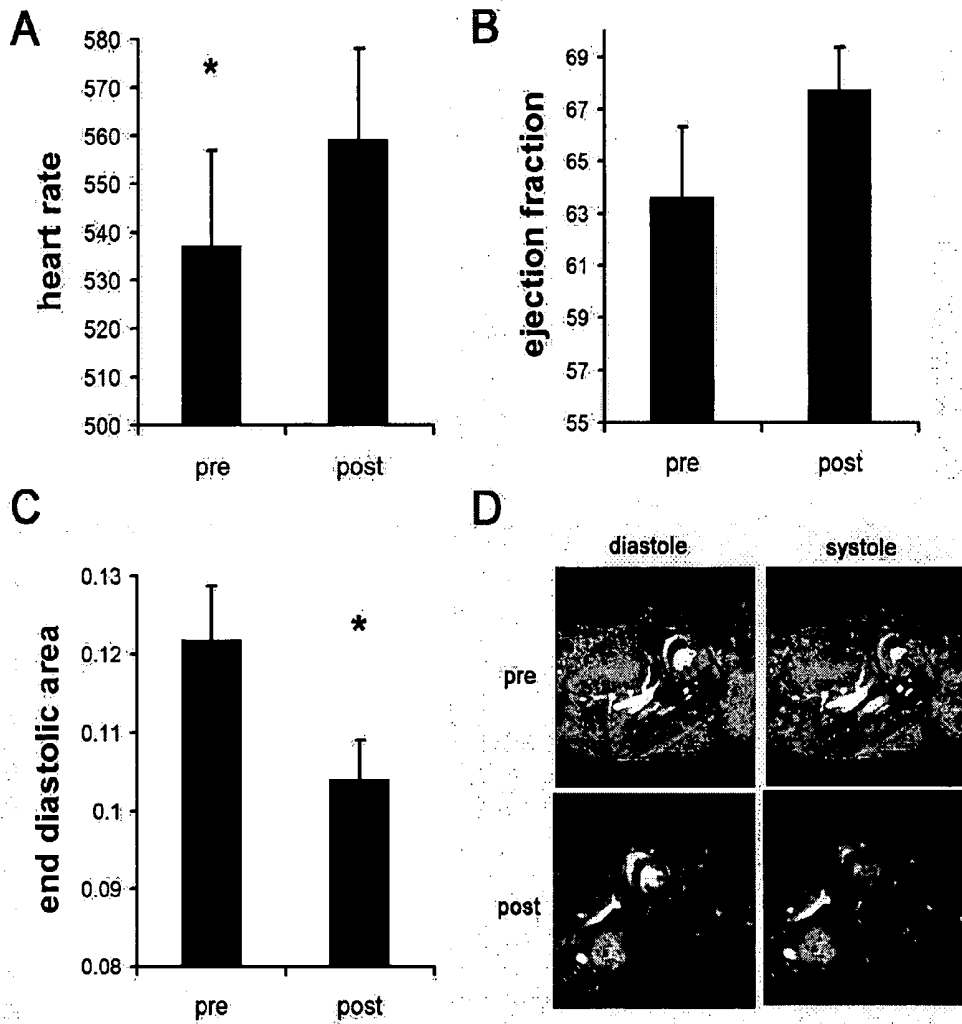 A
heart rate
580
570
560
550
540
530
520
510
500
*
pre
post
B
ejection fraction
69
67
65
63
61
59
57
55
pre
post
C
end diastolic area
0.13
0.12
0.11
0.1
0.09
0.08
*
pre
post
D
diastole
systole
pre
post